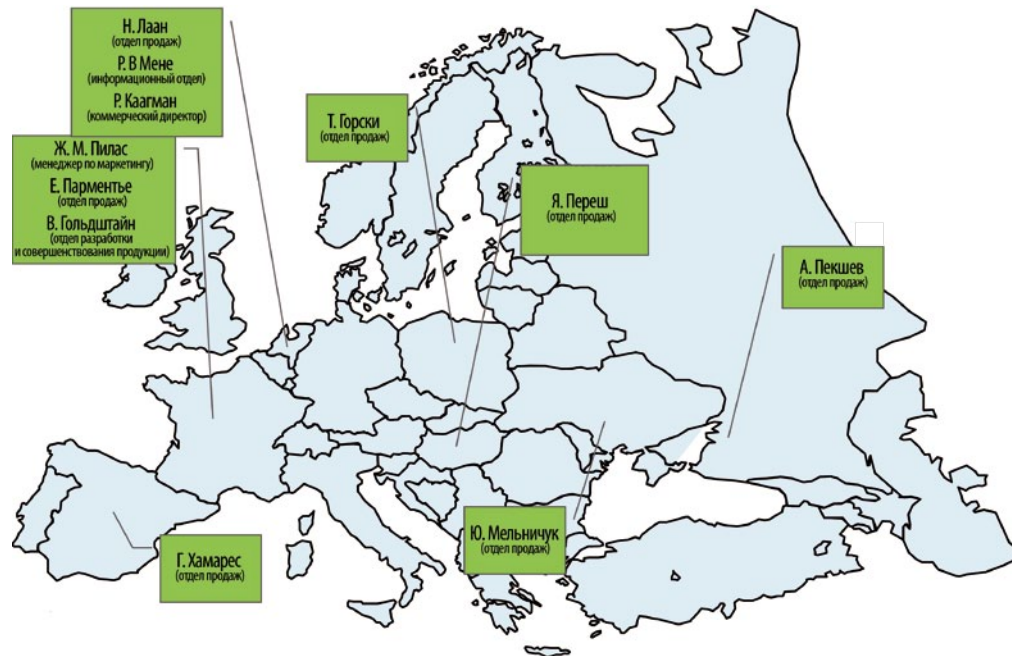 Н. Лаан
(отдел продаж)
Р. В Мене
(информационный отдел)
Р. Каагман
(коммерческий директор)
Ж. М. Пилас
(менеджер по маркетингу)
Е. Парментье
(отдел продаж)
В. Гольдштайн
(отдел разработки
и совершенствования продукции)
Т. Горски
(отдел продаж)
Я. Переш
(отдел продаж)
А. Пекшев
(отдел продаж)
Ю. Мельничук
(отдел продаж)
Г. Хамарес
(отдел продаж)